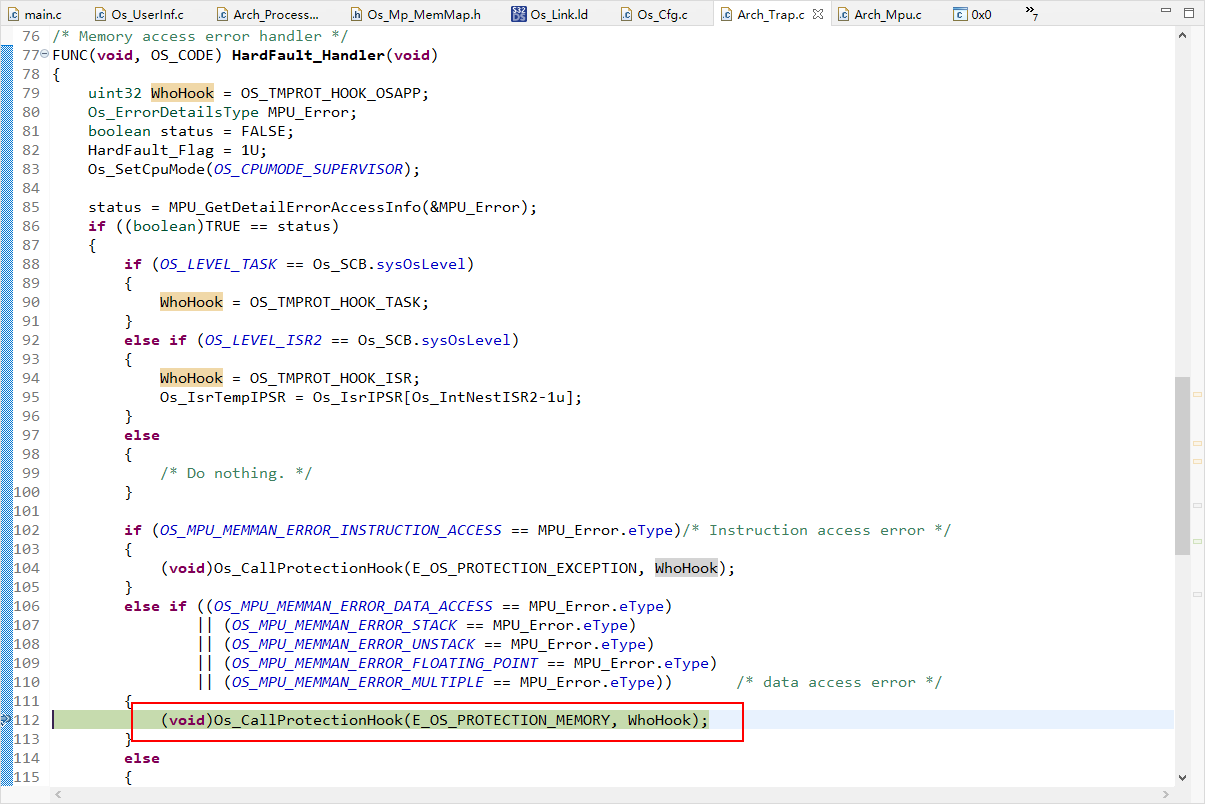 main.c Os_UserInf.c Arch_Process... Os_Mp_MemMap.h Os_Link.ld Os_Cfg.c Arch_Trap.c Arch_Mpu.c 0x0 »7
76 /* Memory access error handler */
77 FUNC(void, OS_CODE) HardFault_Handler(void)
78 {
79     uint32 WhoHook = OS_TMPROT_HOOK_OSAPP;
80     Os_ErrorDetailsType MPU_Error;
81     boolean status = FALSE;
82     HardFault_Flag = 1U;
83     Os_SetCpuMode(OS_CPUMODE_SUPERVISOR);
84
85     status = MPU_GetDetailErrorAccessInfo(&MPU_Error);
86     if ((boolean)TRUE == status)
87     {
88         if (OS_LEVEL_TASK == Os_SCB.sysOsLevel)
89         {
90             WhoHook = OS_TMPROT_HOOK_TASK;
91         }
92         else if (OS_LEVEL_ISR2 == Os_SCB.sysOsLevel)
93         {
94             WhoHook = OS_TMPROT_HOOK_ISR;
95             Os_IsrTempIPSR = Os_IsrIPSR[Os_IntNestISR2-1u];
96         }
97         else
98         {
99             /* Do nothing. */
100         }
101
102         if (OS_MPU_MEMMAN_ERROR_INSTRUCTION_ACCESS == MPU_Error.eType)/* Instruction access error */
103         {
104             (void)Os_CallProtectionHook(E_OS_PROTECTION_EXCEPTION, WhoHook);
105         }
106         else if ((OS_MPU_MEMMAN_ERROR_DATA_ACCESS == MPU_Error.eType)
107                 || (OS_MPU_MEMMAN_ERROR_STACK == MPU_Error.eType)
108                 || (OS_MPU_MEMMAN_ERROR_UNSTACK == MPU_Error.eType)
109                 || (OS_MPU_MEMMAN_ERROR_FLOATING_POINT == MPU_Error.eType)
110                 || (OS_MPU_MEMMAN_ERROR_MULTIPLE == MPU_Error.eType))       /* data access error */
111         {
112             (void)Os_CallProtectionHook(E_OS_PROTECTION_MEMORY, WhoHook);
113         }
114         else
115         {